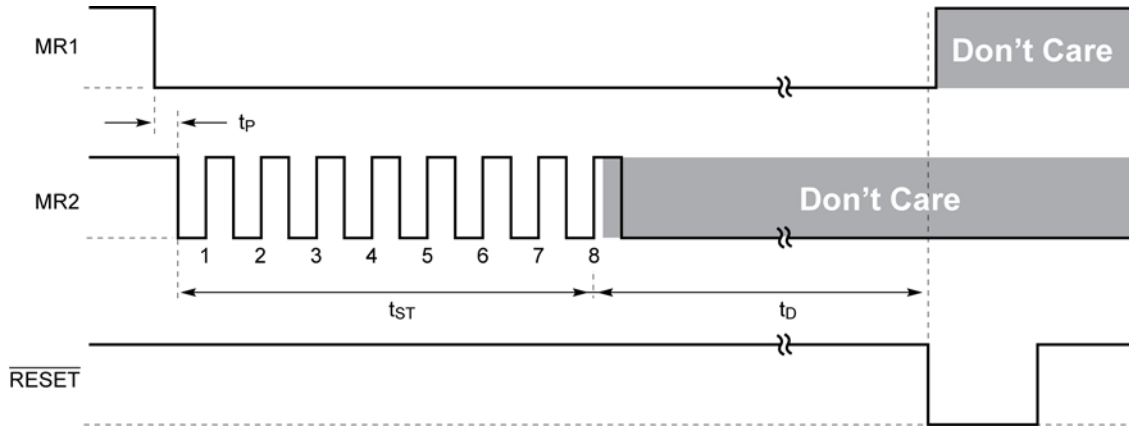 MR1
Don't Care
tP
MR2
Don't Care
1 2 3 4 5 6 7 8
tST
tD
RESET